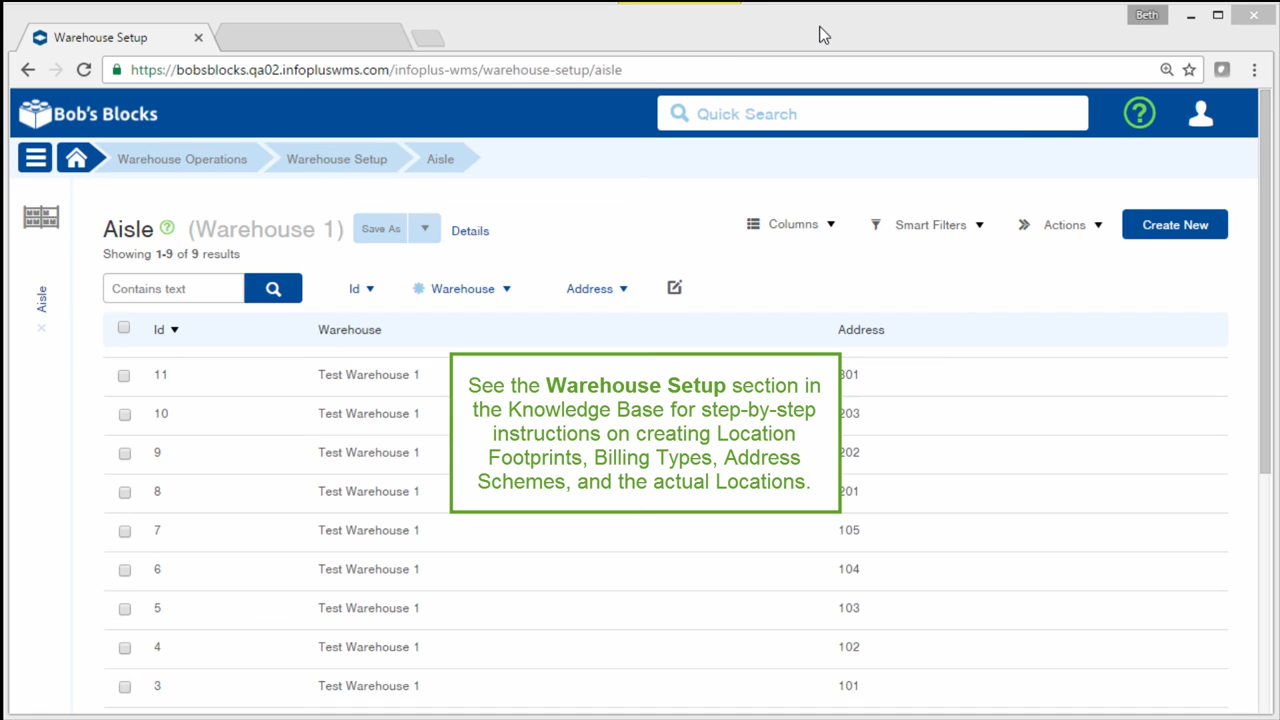 Beth
Warehouse Setup
https://bobsblocks.qa02.infopluswms.com/infoplus-wms/warehouse-setup/aisle
Bob's Blocks
Quick Search
?
Warehouse Operations
Warehouse Setup
Aisle
Aisle ? (Warehouse 1)
Save As
Details
Columns
Smart Filters
Actions
Create New
Showing 1-9 of 9 results
Contains text
Id
Warehouse
Address
Aisle
Id Warehouse Address
11 Test Warehouse 1 301
10 Test Warehouse 1 203
9 Test Warehouse 1 202
8 Test Warehouse 1 201
7 Test Warehouse 1 105
6 Test Warehouse 1 104
5 Test Warehouse 1 103
4 Test Warehouse 1 102
3 Test Warehouse 1 101
See the Warehouse Setup section in
the Knowledge Base for step-by-step
instructions on creating Location
Footprints, Billing Types, Address
Schemes, and the actual Locations.